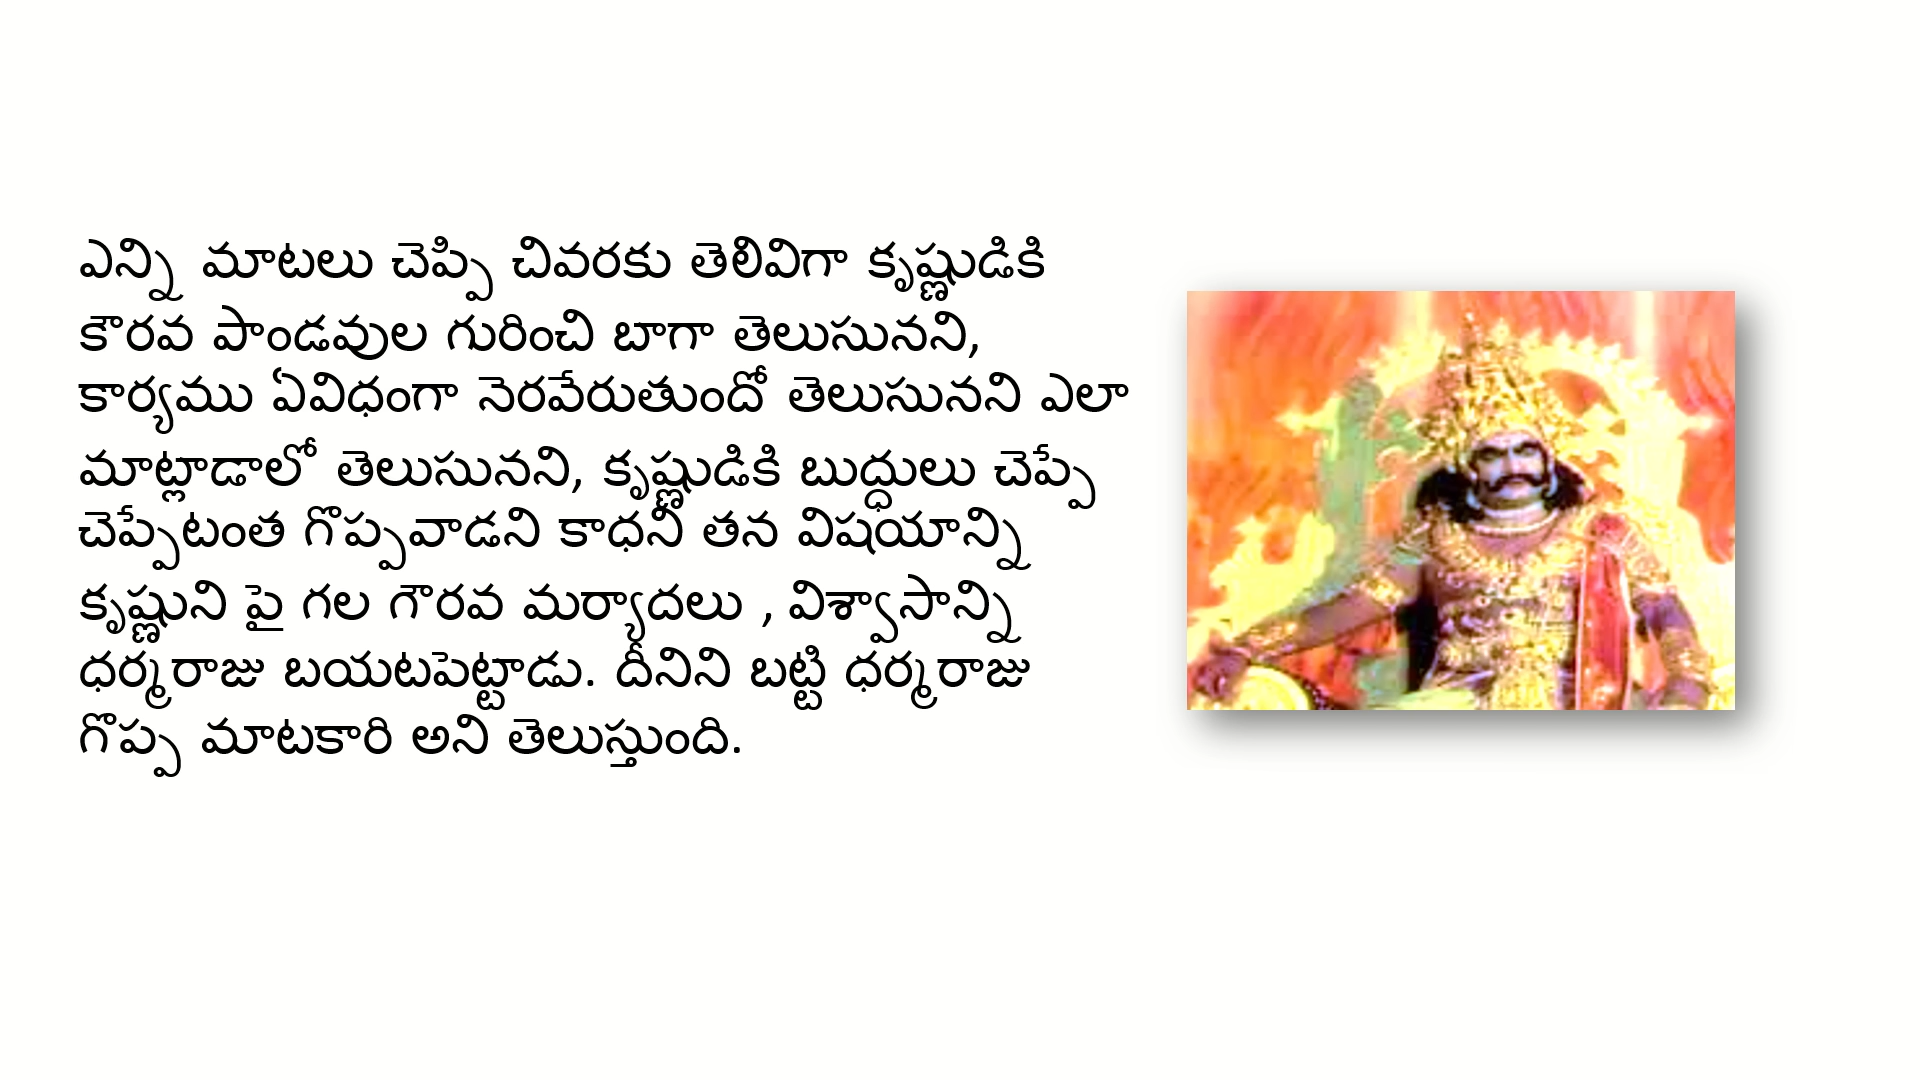 ఎన్ని మాటలు చెప్పి చివరకు తెలివిగా కృష్ణుడికి
కౌరవ పాండవుల గురించి బాగా తెలుసునని,
కార్యము ఏవిధంగా నెరవేరుతుందో తెలుసునని ఎలా
మాట్లాడాలో తెలుసునని, కృష్ణుడికి బుద్ధులు చెప్పే
చెప్పేటంత గొప్పవాడని కాధని తన విషయాన్ని
కృష్ణుని పై గల గౌరవ మర్యాదలు , విశ్వాసాన్ని
ధర్మరాజు బయటపెట్టాడు. దీనిని బట్టి ధర్మరాజు
గొప్ప మాటకారి అని తెలుస్తుంది.